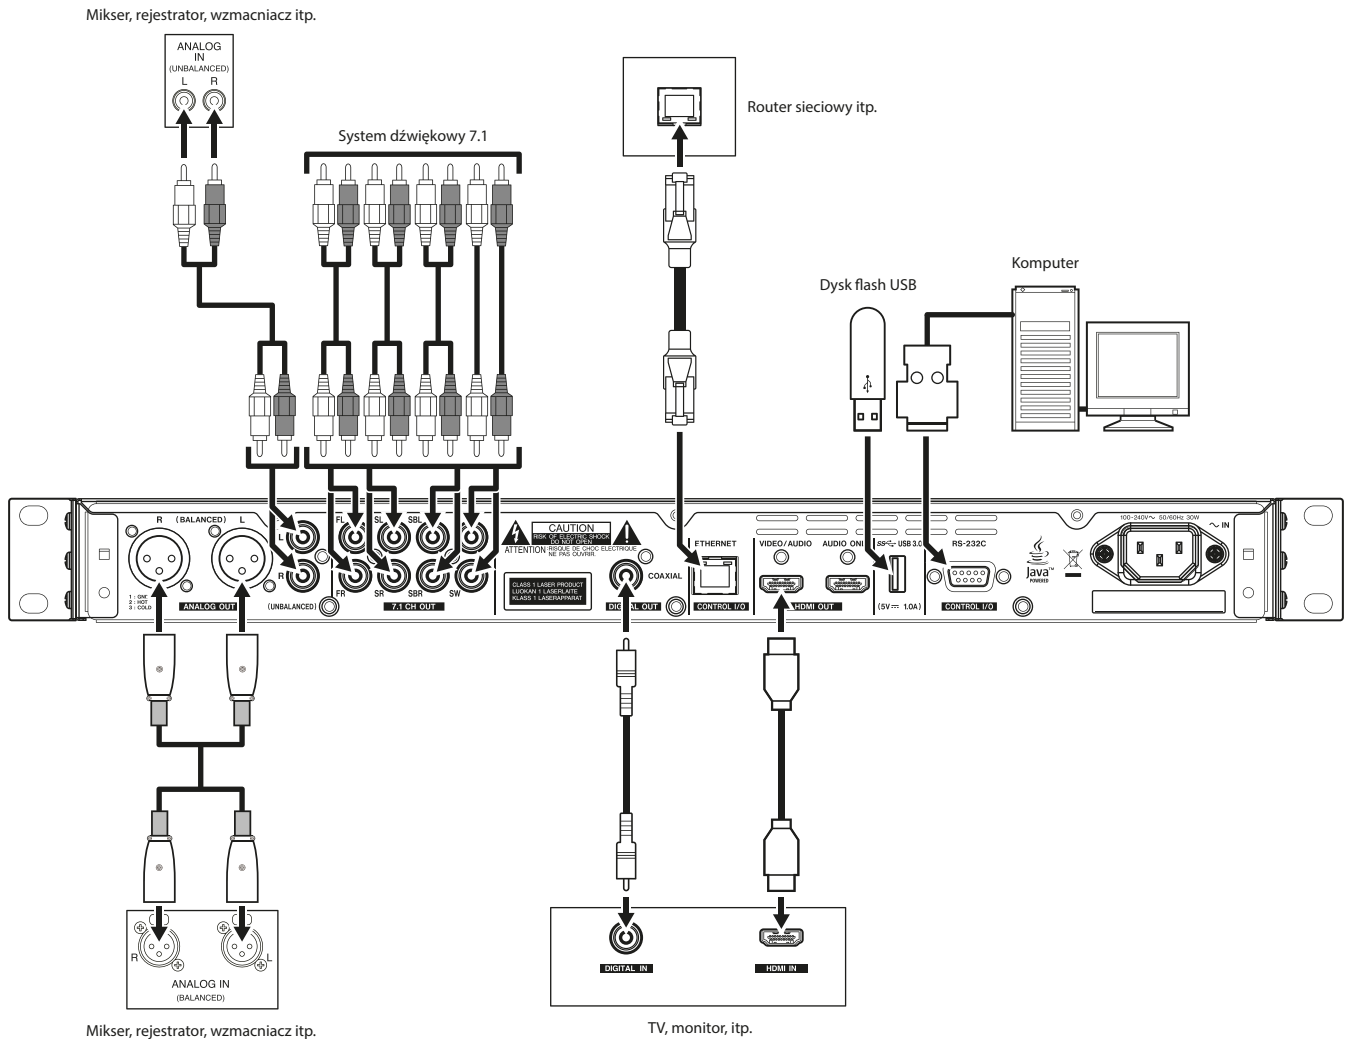 Mikser, rejestrator, wzmacniacz itp.
ANALOG
IN
(UNBALANCED)
L R
System dźwiękowy 7.1
Router sieciowy itp.
Komputer
Dysk flash USB
R (BALANCED) L
1 : GND
2 : HOT
3 : COLD
ANALOG OUT
L
R
(UNBALANCED)
FL SL SBL
FR SR SBR SW
7.1 CH OUT
CAUTION
RISK OF ELECTRIC SHOCK
DO NOT OPEN
ATTENTION : RISQUE DE CHOC ELECTRIQUE
NE PAS OUVRIR.
CLASS 1 LASER PRODUCT
LUOKAN 1 LASERLAITE
KLASS 1 LASERAPPARAT
COAXIAL
DIGITAL OUT
ETHERNET
CONTROL I/O
VIDEO/AUDIO AUDIO ONLY
HDMI OUT
SS USB 3.0
(5V 1.0A)
RS-232C
CONTROL I/O
Java™
POWERED
100-240V~ 50/60Hz 30W
~ IN
R L
ANALOG IN
(BALANCED)
Mikser, rejestrator, wzmacniacz itp.
DIGITAL IN
HDMI IN
TV, monitor, itp.